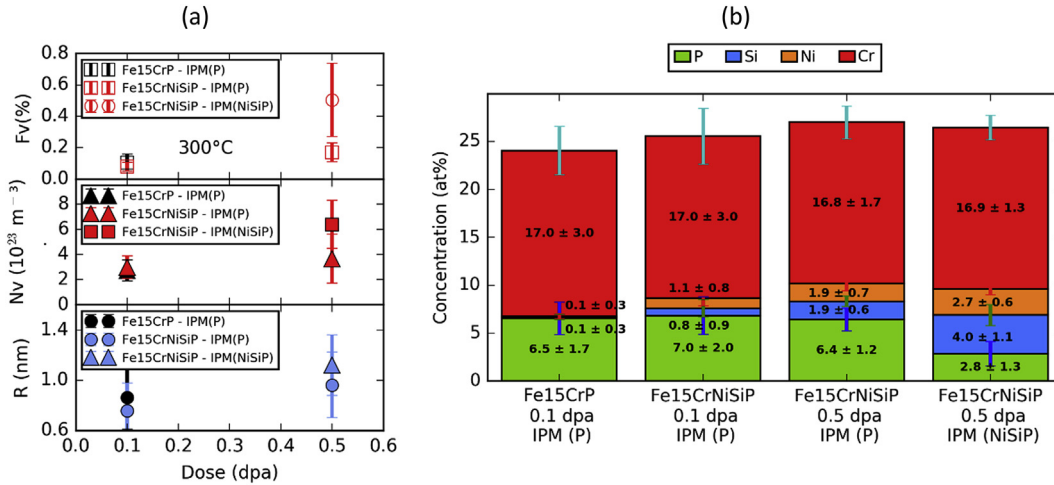 (a)
0.8
0.6
0.4
0.2
0.0
Fv(%)
Fe15CrP - IPM(P)
Fe15CrNiSiP - IPM(P)
Fe15CrNiSiP - IPM(NiSiP)
300°C
8
6
4
2
0
Nv (10²³ m⁻³)
Fe15CrP - IPM(P)
Fe15CrNiSiP - IPM(P)
Fe15CrNiSiP - IPM(NiSiP)
1.4
1.0
0.6
R (nm)
Fe15CrP - IPM(P)
Fe15CrNiSiP - IPM(P)
Fe15CrNiSiP - IPM(NiSiP)
0.0 0.1 0.2 0.3 0.4 0.5 0.6
Dose (dpa)
(b)
P Si Ni Cr
25
20
15
10
5
0
Concentration (at%)
17.0 ± 3.0
0.1 ± 0.3
0.1 ± 0.3
6.5 ± 1.7
17.0 ± 3.0
1.1 ± 0.8
0.8 ± 0.9
7.0 ± 2.0
16.8 ± 1.7
1.9 ± 0.7
1.9 ± 0.6
6.4 ± 1.2
16.9 ± 1.3
2.7 ± 0.6
4.0 ± 1.1
2.8 ± 1.3
Fe15CrP
0.1 dpa
IPM (P)
Fe15CrNiSiP
0.1 dpa
IPM (P)
Fe15CrNiSiP
0.5 dpa
IPM (P)
Fe15CrNiSiP
0.5 dpa
IPM (NiSiP)